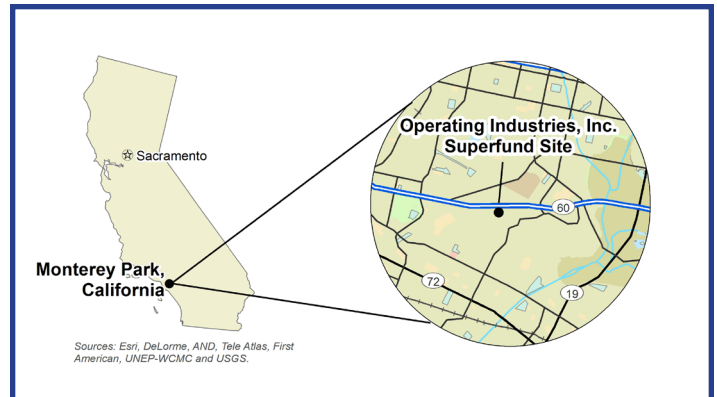 Operating Industries, Inc.
Superfund Site
Sacramento
60
Monterey Park,
California
72
19
Sources: Esri, DeLorme, AND, Tele Atlas, First
American, UNEP-WCMC and USGS.